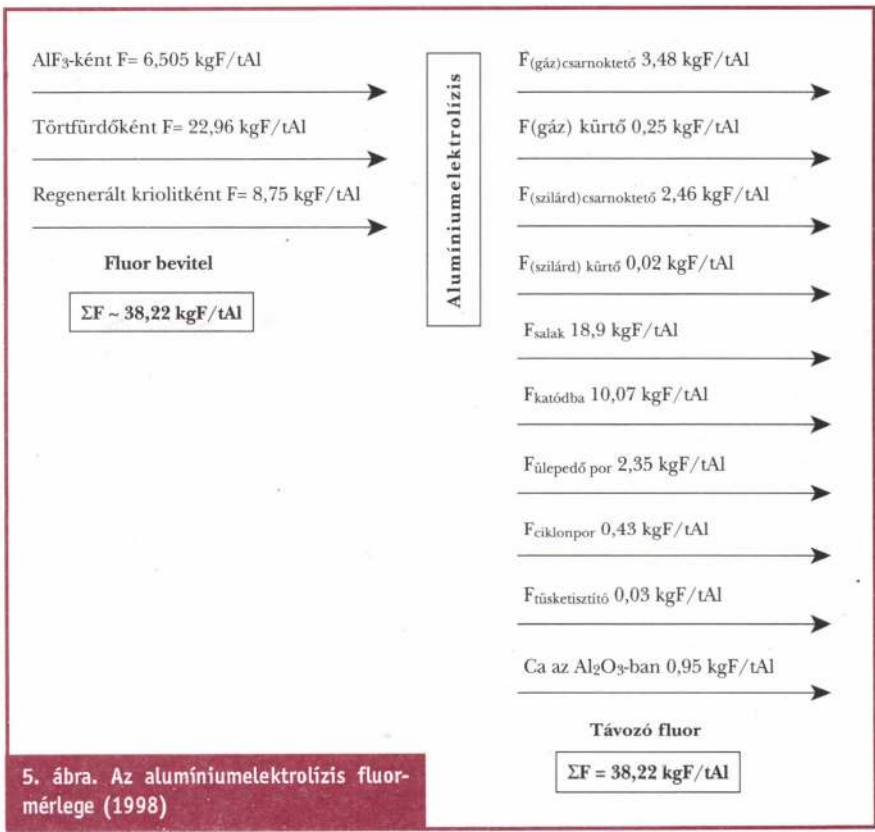 AlF₃-ként F= 6,505 kgF/tAl
Törtfürdőként F= 22,96 kgF/tAl
Regenerált kriolitként F= 8,75 kgF/tAl
Fluor bevitel
ΣF ~ 38,22 kgF/tAl
Alumíniumelektrolízis
F(gáz)csarnoktető 3,48 kgF/tAl
F(gáz) kürtő 0,25 kgF/tAl
F(szilárd)csarnoktető 2,46 kgF/tAl
F(szilárd) kürtő 0,02 kgF/tAl
Fsalak 18,9 kgF/tAl
Fkatódba 10,07 kgF/tAl
Fülepedő por 2,35 kgF/tAl
Fciklonpor 0,43 kgF/tAl
Ftüsketisztító 0,03 kgF/tAl
Ca az Al₂O₃-ban 0,95 kgF/tAl
Távozó fluor
ΣF = 38,22 kgF/tAl
5. ábra. Az alumíniumelektrolízis fluor-
mérlege (1998)